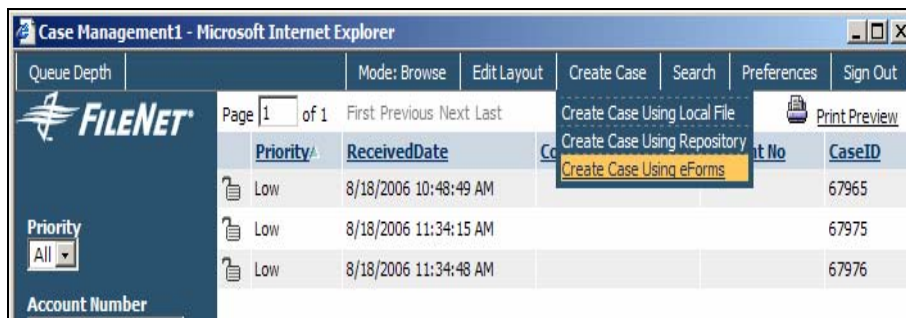 Case Management1 - Microsoft Internet Explorer
Queue Depth Mode: Browse Edit Layout Create Case Search Preferences Sign Out
FILENET
Page 1 of 1 First Previous Next Last Print Preview
Create Case Using Local File
Create Case Using Repository
Create Case Using eForms
Priority ReceivedDate No CaseID
Low 8/18/2006 10:48:49 AM 67965
Low 8/18/2006 11:34:15 AM 67975
Low 8/18/2006 11:34:48 AM 67976
Priority
All
Account Number